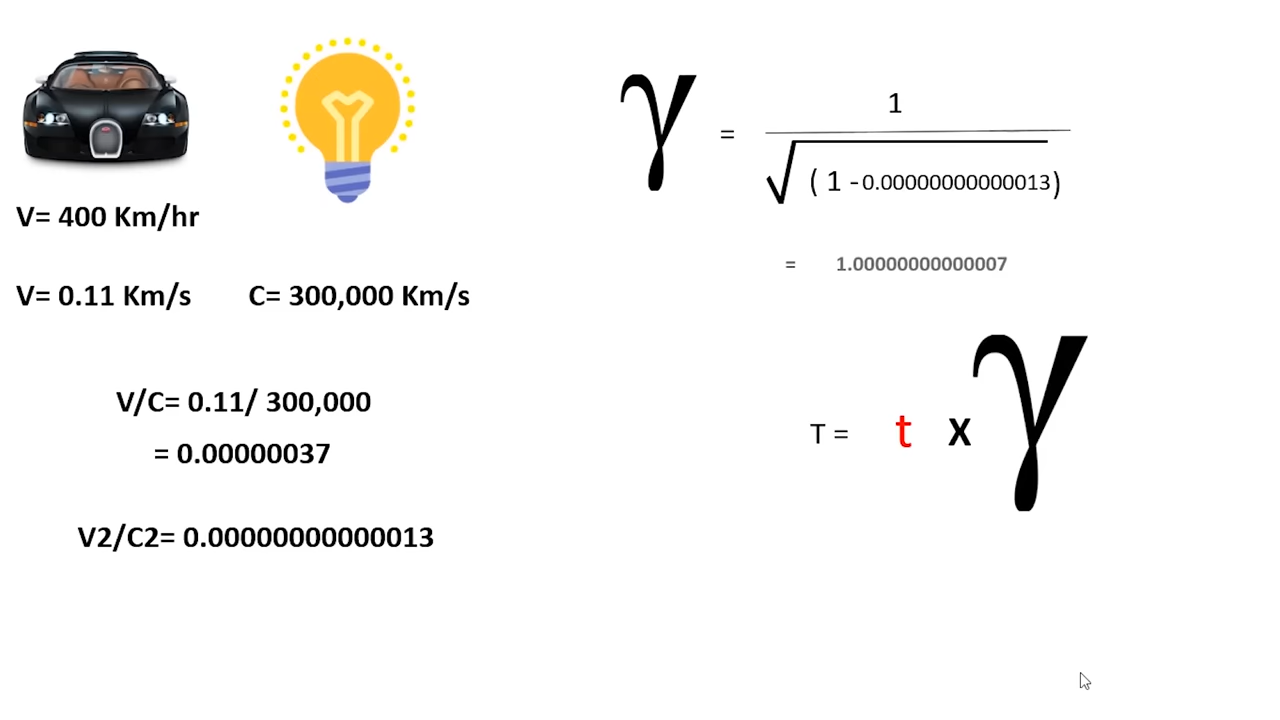 V= 400 Km/hr
V= 0.11 Km/s
C= 300,000 Km/s
V/C= 0.11/ 300,000
= 0.00000037
V2/C2= 0.00000000000013
γ = 1
√ ( 1 -0.00000000000013)
= 1.00000000000007
T = t x γ